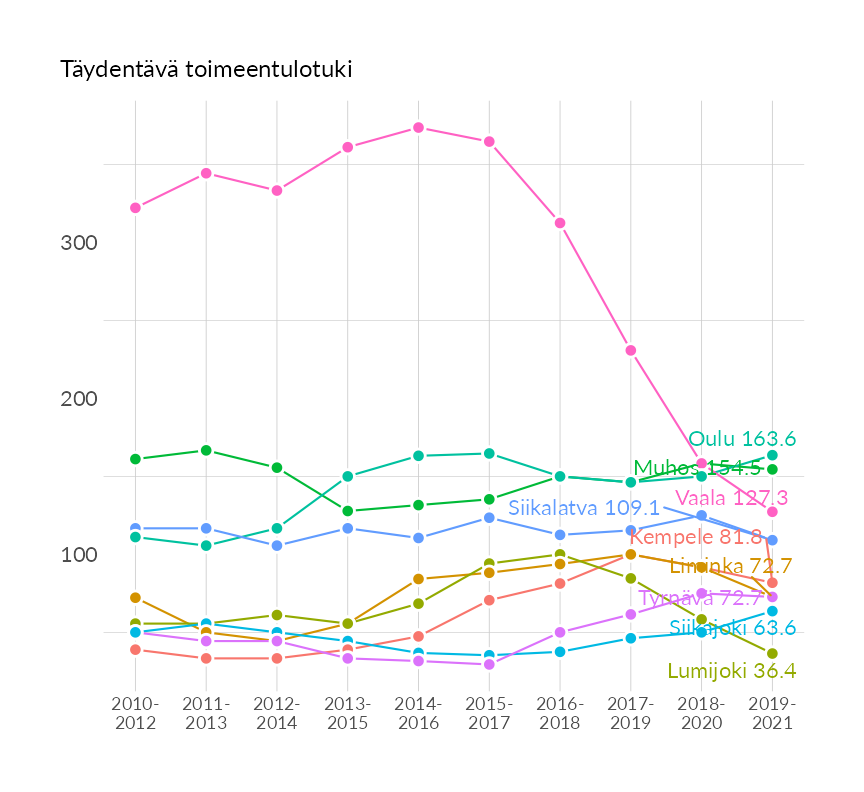 Täydentävä toimeentulotuki
300
200
100
Oulu 163.6
Muhos 154.5
Vaala 127.3
Siikalatva 109.1
Kempele 81.8
Liminka 72.7
Tyrnävä 72.7
Siikajoki 63.6
Lumijoki 36.4
2010-
2012
2011-
2013
2012-
2014
2013-
2015
2014-
2016
2015-
2017
2016-
2018
2017-
2019
2018-
2020
2019-
2021